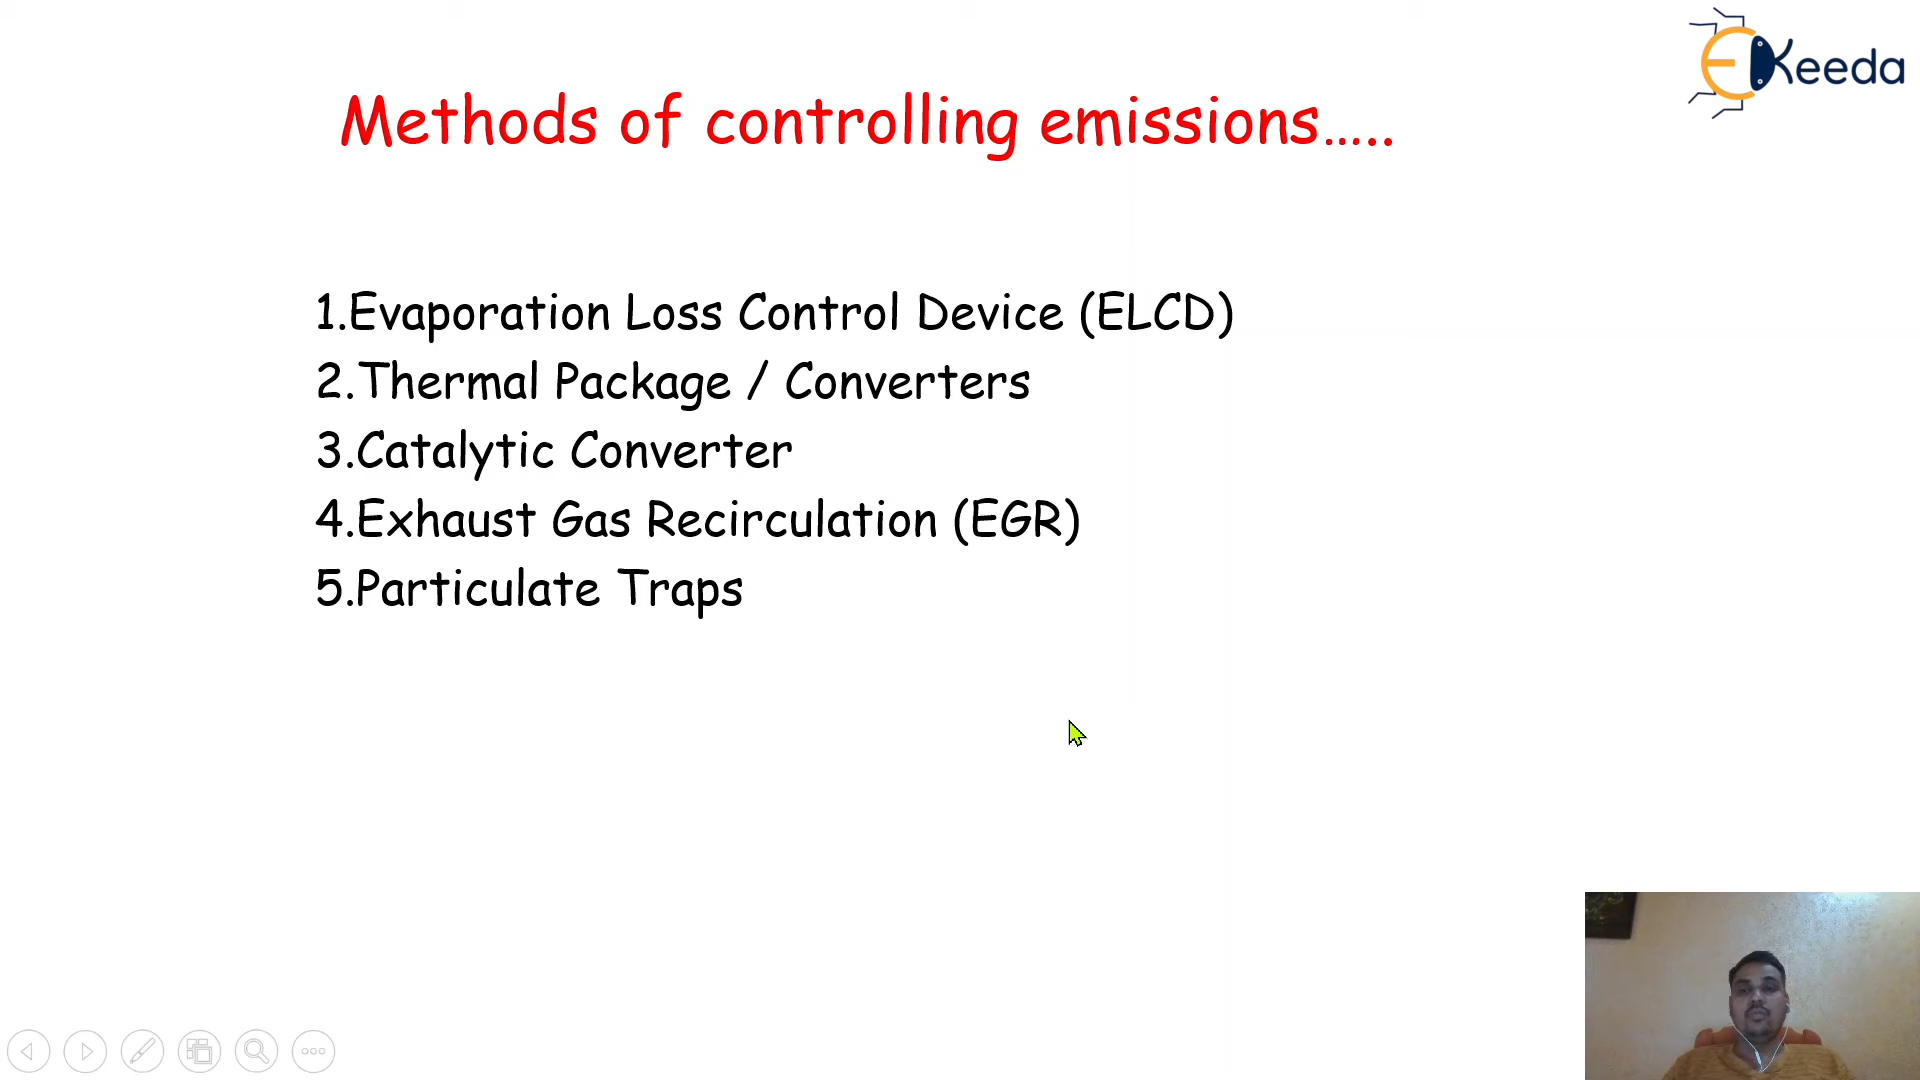 EKeeda
Methods of controlling emissions.....
1.Evaporation Loss Control Device (ELCD)
2.Thermal Package / Converters
3.Catalytic Converter
4.Exhaust Gas Recirculation (EGR)
5.Particulate Traps